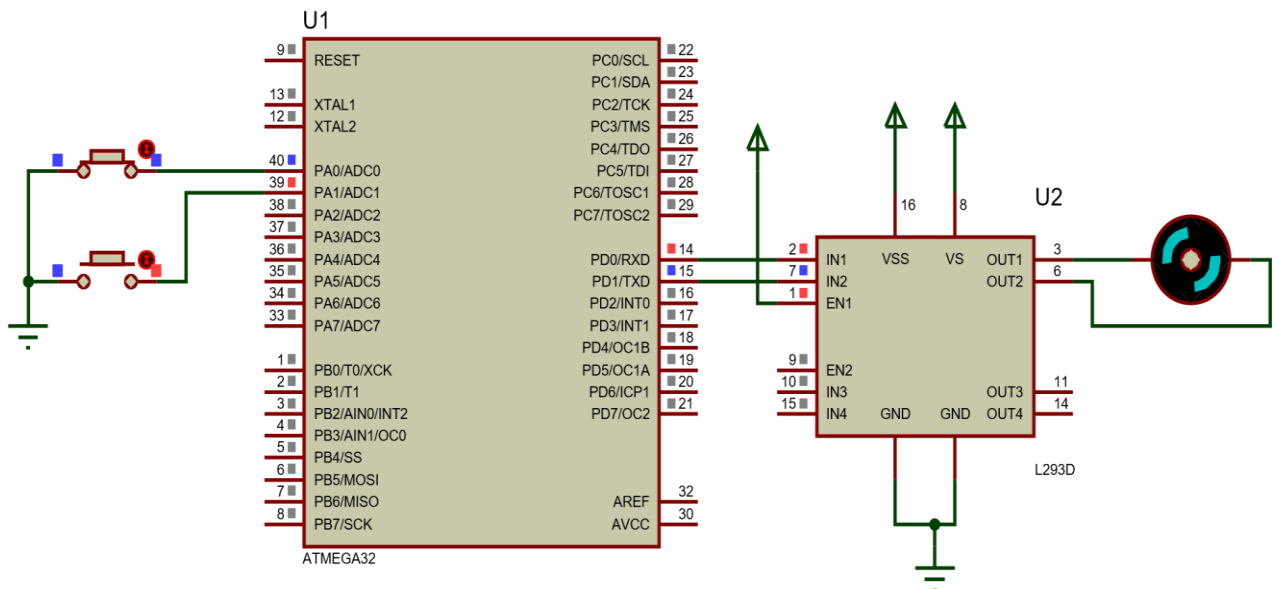 U1
9 RESET
13 XTAL1
12 XTAL2
40 PA0/ADC0
39 PA1/ADC1
38 PA2/ADC2
37 PA3/ADC3
36 PA4/ADC4
35 PA5/ADC5
34 PA6/ADC6
33 PA7/ADC7
1 PB0/T0/XCK
2 PB1/T1
3 PB2/AIN0/INT2
4 PB3/AIN1/OC0
5 PB4/SS
6 PB5/MOSI
7 PB6/MISO
8 PB7/SCK
PC0/SCL 22
PC1/SDA 23
PC2/TCK 24
PC3/TMS 25
PC4/TDO 26
PC5/TDI 27
PC6/TOSC1 28
PC7/TOSC2 29
PD0/RXD 14
PD1/TXD 15
PD2/INT0 16
PD3/INT1 17
PD4/OC1B 18
PD5/OC1A 19
PD6/ICP1 20
PD7/OC2 21
AREF 32
AVCC 30
ATMEGA32
U2
16 8
2 IN1 VSS VS OUT1 3
7 IN2 OUT2 6
1 EN1
9 EN2
10 IN3 OUT3 11
15 IN4 GND GND OUT4 14
L293D